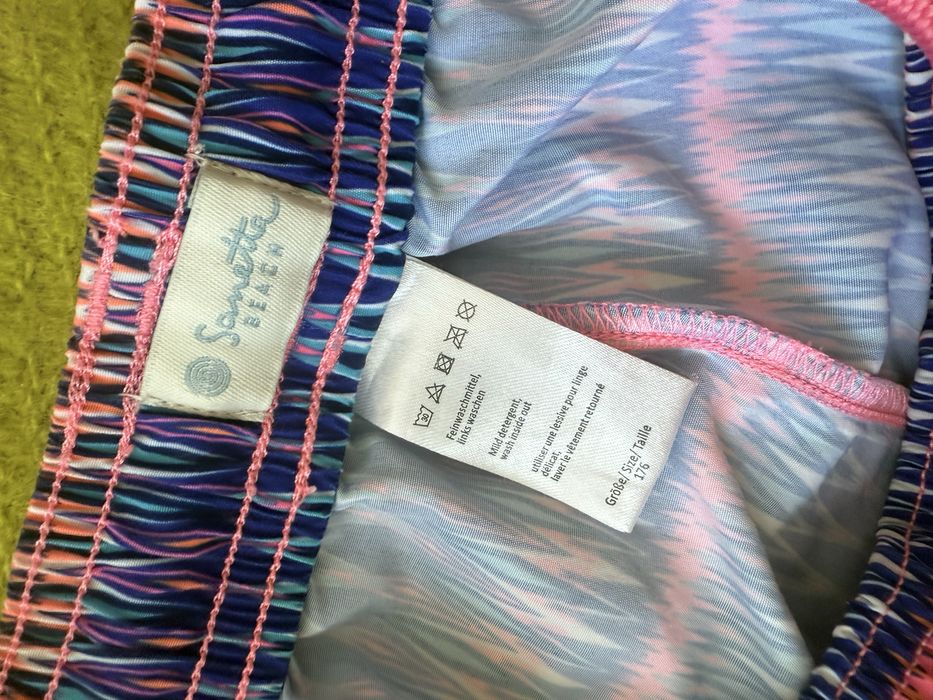 Sanetta
BEACH
30
Feinwaschmittel,
links waschen
Mild detergent,
wash inside out
utiliser une lessive pour linge
délicat,
laver le vêtement retourné
Größe/Size/Taille
176